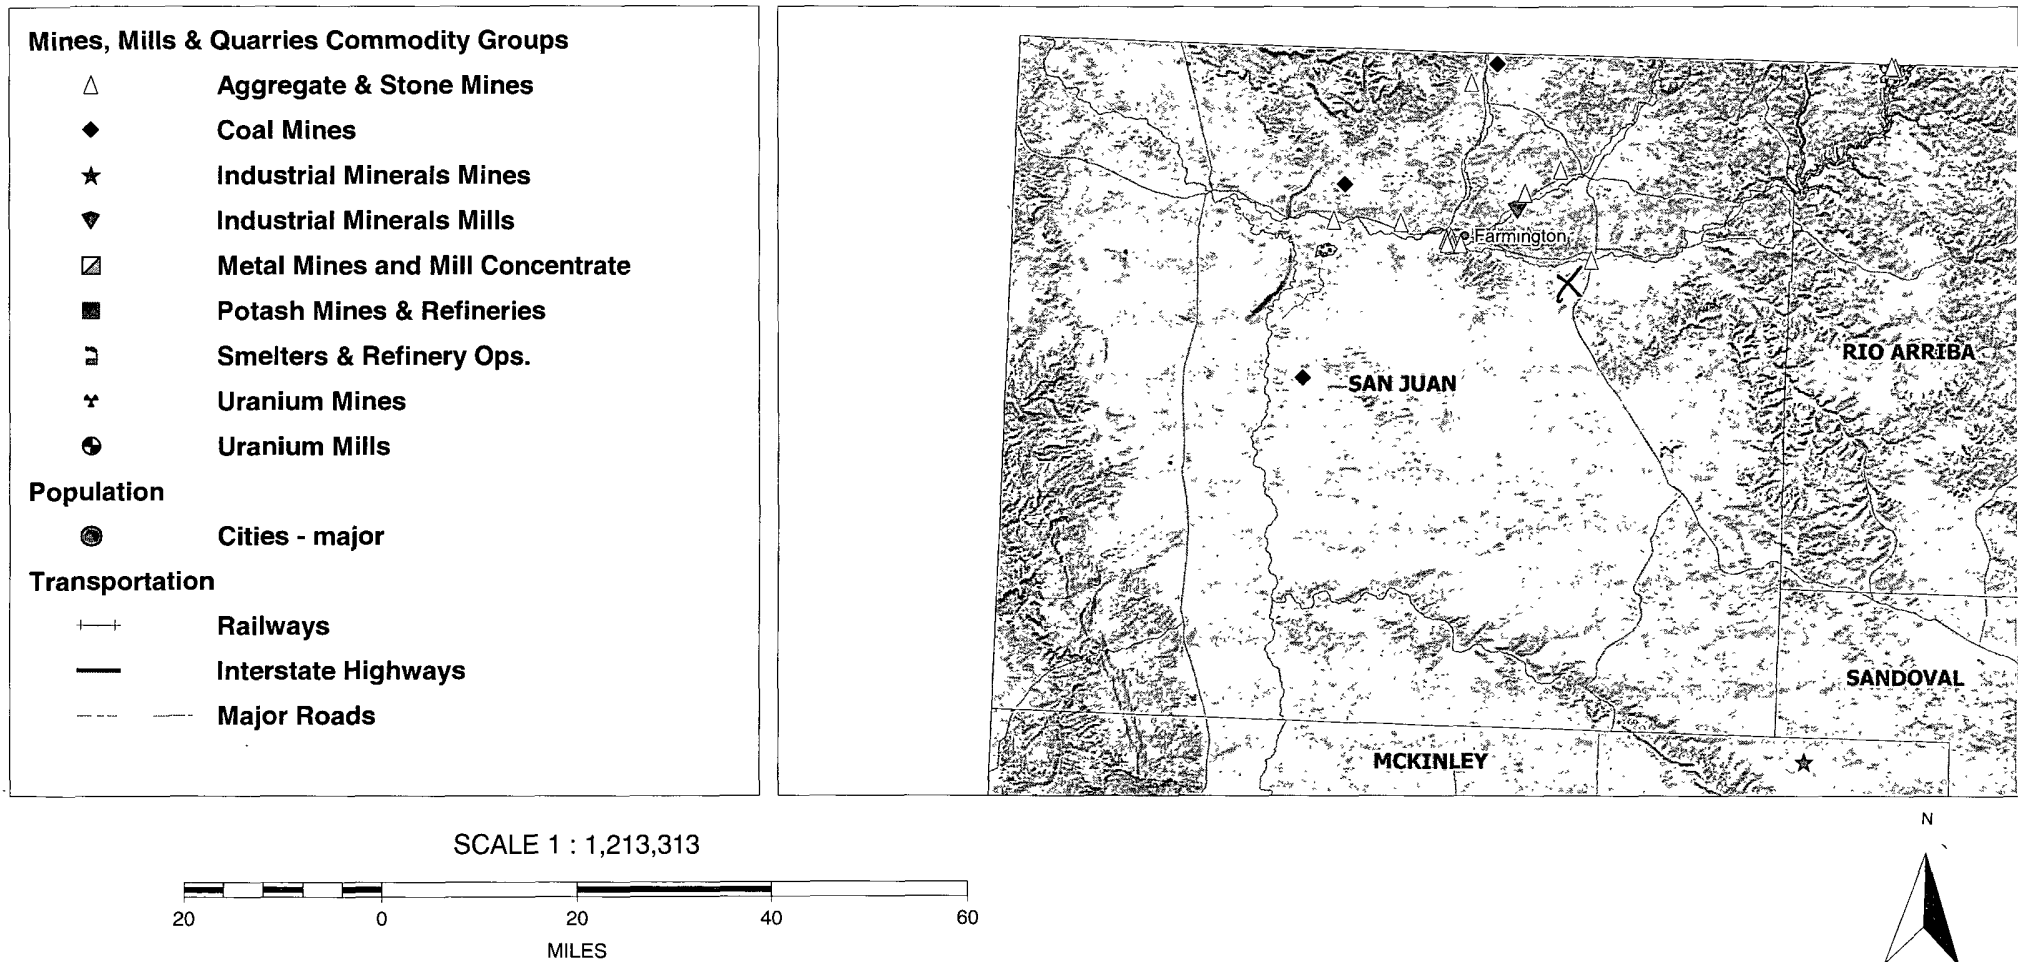 Mines, Mills & Quarries Commodity Groups
Aggregate & Stone Mines
Coal Mines
Industrial Minerals Mines
Industrial Minerals Mills
Metal Mines and Mill Concentrate
Potash Mines & Refineries
Smelters & Refinery Ops.
Uranium Mines
Uranium Mills
Population
Cities - major
Transportation
Railways
Interstate Highways
Major Roads
Farmington
X
RIO ARRIBA
SAN JUAN
SANDOVAL
MCKINLEY
SCALE 1 : 1,213,313
20 0 20 40 60
MILES
N